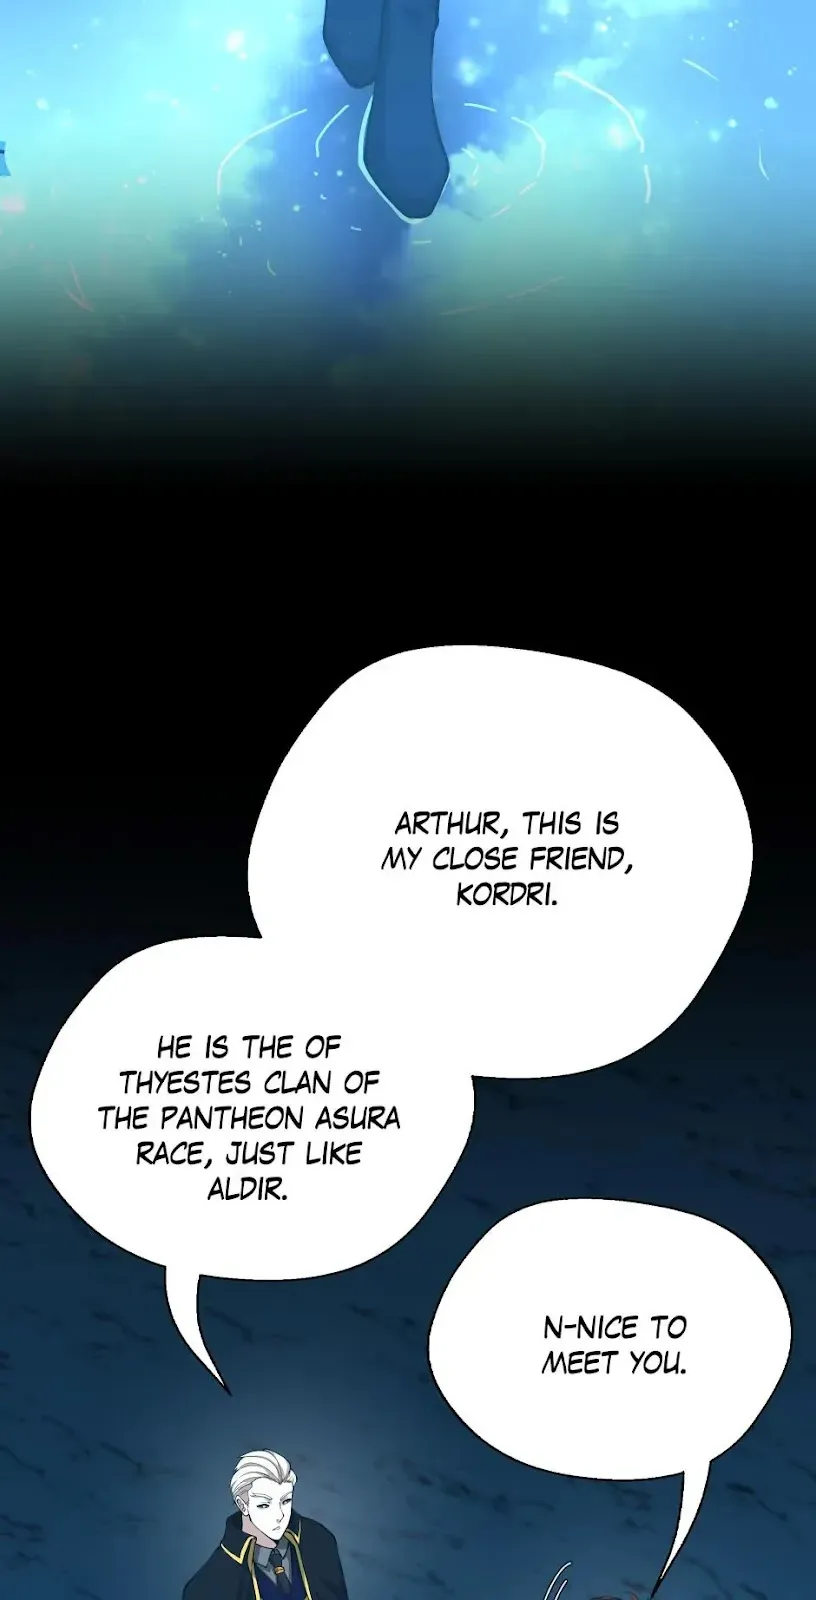 ARTHUR, THIS IS
MY CLOSE FRIEND,
KORDRI.
HE IS THE OF
THYESTES CLAN OF
THE PANTHEON ASURA
RACE, JUST LIKE
ALDIR.
N-NICE TO
MEET YOU.